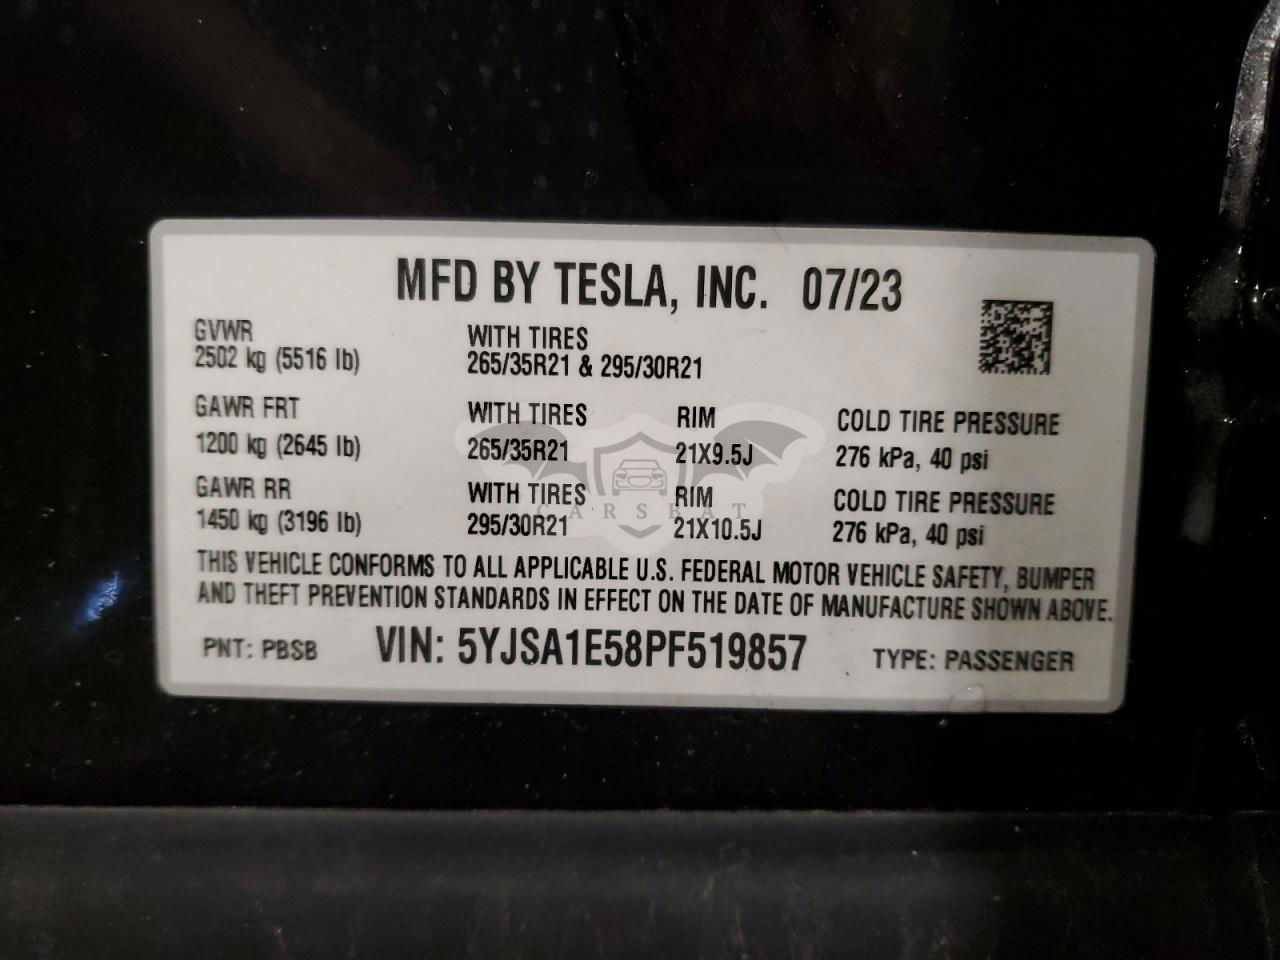 MFD BY TESLA, INC. 07/23
GVWR
2502 kg (5516 lb)
WITH TIRES
265/35R21 & 295/30R21
GAWR FRT
1200 kg (2645 lb)
WITH TIRES
265/35R21
RIM
21X9.5J
COLD TIRE PRESSURE
276 kPa, 40 psi
GAWR RR
1450 kg (3196 lb)
WITH TIRES
295/30R21
RIM
21X10.5J
COLD TIRE PRESSURE
276 kPa, 40 psi
CARSBAT
THIS VEHICLE CONFORMS TO ALL APPLICABLE U.S. FEDERAL MOTOR VEHICLE SAFETY, BUMPER
AND THEFT PREVENTION STANDARDS IN EFFECT ON THE DATE OF MANUFACTURE SHOWN ABOVE.
PNT: PBSB VIN: 5YJSA1E58PF519857 TYPE: PASSENGER